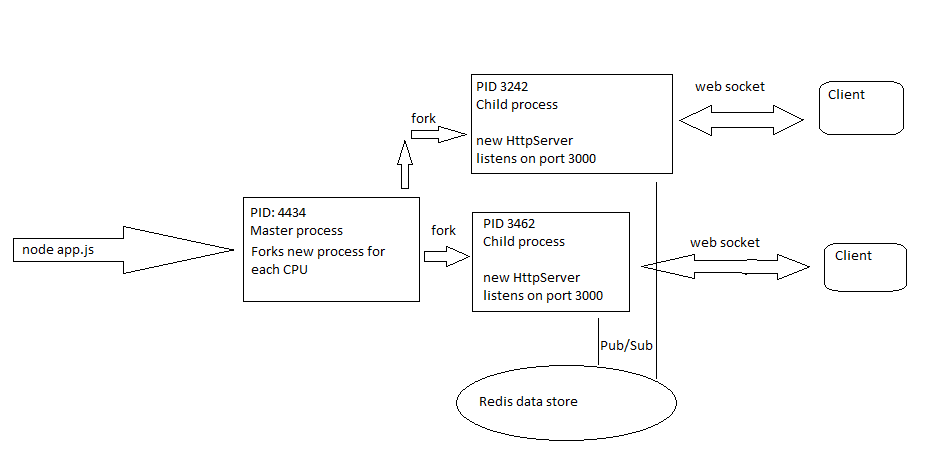 PID 3242
Child process
new HttpServer
listens on port 3000
web socket
Client
fork
PID: 4434
Master process
Forks new process for
each CPU
node app.js
fork
PID 3462
Child process
new HttpServer
listens on port 3000
web socket
Client
Pub/Sub
Redis data store